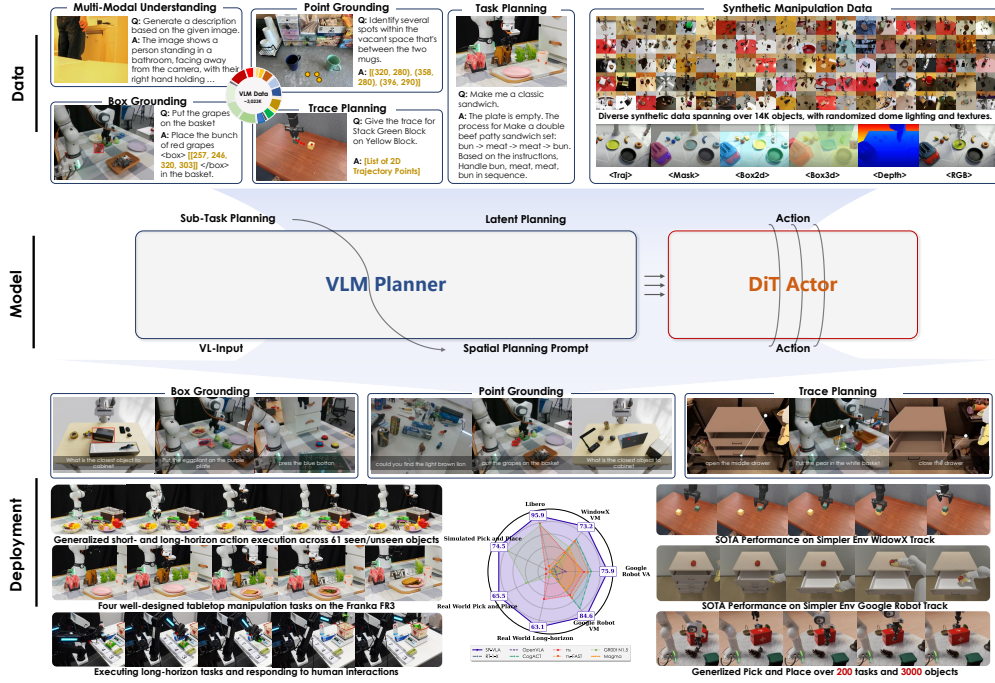 Data
Multi-Modal Understanding
Q: Generate a description
based on the given image.
A: The image shows a
person standing in a
bathroom, facing away
from the camera, with their
right hand holding ...
Point Grounding
Q: Identify several
spots within the
vacant space that's
between the two
mugs.
A: [(320, 280), (358,
280), (396, 290)]
Task Planning
Q: Make me a classic
sandwich.
A: The plate is empty. The
process for Make a double
beef patty sandwich set:
bun -> meat -> meat -> bun.
Based on the instructions,
Handle bun, meat, meat,
bun in sequence.
VLM Data
~3,022K
Box Grounding
Q: Put the grapes
on the basket
A: Place the bunch
of red grapes
<box> [[257, 246,
320, 303]] </box>
in the basket.
Trace Planning
Q: Give the trace for
Stack Green Block
on Yellow Block.
A: [List of 2D
Trajectory Points]
Synthetic Manipulation Data
Diverse synthetic data spanning over 14K objects, with randomized dome lighting and textures.
<Traj> <Mask> <Box2d> <Box3d> <Depth> <RGB>
Model
Sub-Task Planning
Latent Planning
Action
VLM Planner
DiT Actor
VL-Input
Spatial Planning Prompt
Action
Deployment
Box Grounding
What is the closed object to
cabinet?
Put the eggplant on the purple
plate
press the blue botton
Point Grounding
could you find the light brown lion
put the grapes on the basket
What is the closed object to
cabinet?
Trace Planning
open the middle drawer
Put the pear in the white basket
close the drawer
Generalized short- and long-horizon action execution across 61 seen/unseen objects
Four well-designed tabletop manipulation tasks on the Franka FR3
Executing long-horizon tasks and responding to human interactions
Libero
95.9
WindowX
VM
73.2
Google
Robot VA
75.9
Google Robot
VM
84.6
Real World Long-horizon
63.1
Real World Pick and Place
65.5
Simulated Pick and Place
74.5
OpenVLA
CogACT
GR00T N1.5
Magma
SOTA Performance on Simpler Env WidowX Track
SOTA Performance on Simpler Env Google Robot Track
Generlized Pick and Place over 200 tasks and 3000 objects